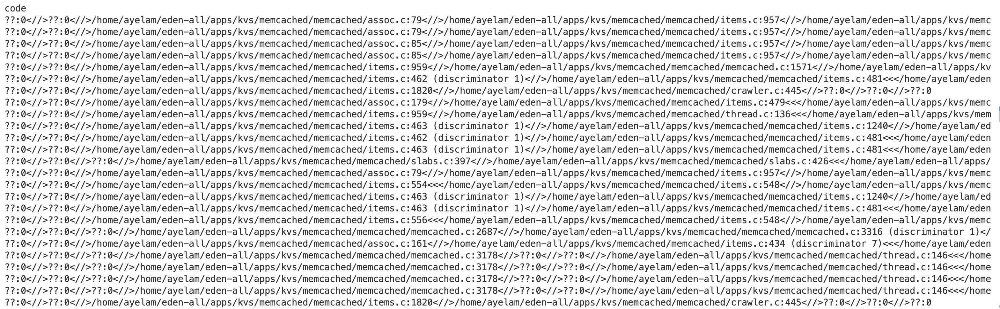 code
??:0<//>??:0<//>/home/ayelam/eden-all/apps/kvs/memcached/memcached/assoc.c:79<//>/home/ayelam/eden-all/apps/kvs/memcached/memcached/items.c:957<//>/home/ayelam/eden-all/apps/kvs/memc
??:0<//>??:0<//>/home/ayelam/eden-all/apps/kvs/memcached/memcached/assoc.c:79<//>/home/ayelam/eden-all/apps/kvs/memcached/memcached/items.c:957<//>/home/ayelam/eden-all/apps/kvs/memc
??:0<//>??:0<//>/home/ayelam/eden-all/apps/kvs/memcached/memcached/assoc.c:85<//>/home/ayelam/eden-all/apps/kvs/memcached/memcached/items.c:957<//>/home/ayelam/eden-all/apps/kvs/memc
??:0<//>??:0<//>/home/ayelam/eden-all/apps/kvs/memcached/memcached/assoc.c:85<//>/home/ayelam/eden-all/apps/kvs/memcached/memcached/items.c:957<//>/home/ayelam/eden-all/apps/kvs/memc
??:0<//>??:0<//>/home/ayelam/eden-all/apps/kvs/memcached/memcached/items.c:959<//>/home/ayelam/eden-all/apps/kvs/memcached/memcached/memcached.c:1571<//>/home/ayelam/eden-all/apps/kv
??:0<//>??:0<//>/home/ayelam/eden-all/apps/kvs/memcached/memcached/items.c:462 (discriminator 1)<//>/home/ayelam/eden-all/apps/kvs/memcached/memcached/items.c:481<<</home/ayelam/eden
??:0<//>??:0<//>/home/ayelam/eden-all/apps/kvs/memcached/memcached/items.c:1820<//>/home/ayelam/eden-all/apps/kvs/memcached/memcached/crawler.c:445<//>??:0<//>??:0<//>??:0
??:0<//>??:0<//>/home/ayelam/eden-all/apps/kvs/memcached/memcached/assoc.c:179<//>/home/ayelam/eden-all/apps/kvs/memcached/memcached/items.c:479<<</home/ayelam/eden-all/apps/kvs/memc
??:0<//>??:0<//>/home/ayelam/eden-all/apps/kvs/memcached/memcached/items.c:959<//>/home/ayelam/eden-all/apps/kvs/memcached/memcached/thread.c:136<<</home/ayelam/eden-all/apps/kvs/mem
??:0<//>??:0<//>/home/ayelam/eden-all/apps/kvs/memcached/memcached/items.c:463 (discriminator 1)<//>/home/ayelam/eden-all/apps/kvs/memcached/memcached/items.c:1240<//>/home/ayelam/ed
??:0<//>??:0<//>/home/ayelam/eden-all/apps/kvs/memcached/memcached/items.c:462 (discriminator 1)<//>/home/ayelam/eden-all/apps/kvs/memcached/memcached/items.c:481<<</home/ayelam/eden
??:0<//>??:0<//>/home/ayelam/eden-all/apps/kvs/memcached/memcached/items.c:463 (discriminator 1)<//>/home/ayelam/eden-all/apps/kvs/memcached/memcached/items.c:481<<</home/ayelam/eden
??:0<//>??:0<//>??:0<//>/home/ayelam/eden-all/apps/kvs/memcached/memcached/slabs.c:397<//>/home/ayelam/eden-all/apps/kvs/memcached/memcached/slabs.c:426<<</home/ayelam/eden-all/apps/
??:0<//>??:0<//>/home/ayelam/eden-all/apps/kvs/memcached/memcached/assoc.c:79<//>/home/ayelam/eden-all/apps/kvs/memcached/memcached/items.c:957<//>/home/ayelam/eden-all/apps/kvs/memc
??:0<//>??:0<//>/home/ayelam/eden-all/apps/kvs/memcached/memcached/items.c:554<<</home/ayelam/eden-all/apps/kvs/memcached/memcached/items.c:548<//>/home/ayelam/eden-all/apps/kvs/memc
??:0<//>??:0<//>/home/ayelam/eden-all/apps/kvs/memcached/memcached/items.c:463 (discriminator 1)<//>/home/ayelam/eden-all/apps/kvs/memcached/memcached/items.c:1240<//>/home/ayelam/ed
??:0<//>??:0<//>/home/ayelam/eden-all/apps/kvs/memcached/memcached/items.c:463 (discriminator 1)<//>/home/ayelam/eden-all/apps/kvs/memcached/memcached/items.c:481<<</home/ayelam/eden
??:0<//>??:0<//>/home/ayelam/eden-all/apps/kvs/memcached/memcached/items.c:556<<</home/ayelam/eden-all/apps/kvs/memcached/memcached/items.c:548<//>/home/ayelam/eden-all/apps/kvs/memc
??:0<//>??:0<//>??:0<//>/home/ayelam/eden-all/apps/kvs/memcached/memcached/memcached.c:2687<//>/home/ayelam/eden-all/apps/kvs/memcached/memcached/memcached.c:3316 (discriminator 1)</
??:0<//>??:0<//>/home/ayelam/eden-all/apps/kvs/memcached/memcached/assoc.c:161<//>/home/ayelam/eden-all/apps/kvs/memcached/memcached/items.c:434 (discriminator 7)<<</home/ayelam/eden
??:0<//>??:0<//>??:0<//>/home/ayelam/eden-all/apps/kvs/memcached/memcached/memcached.c:3178<//>??:0<//>??:0<//>/home/ayelam/eden-all/apps/kvs/memcached/memcached/thread.c:146<<</home
??:0<//>??:0<//>??:0<//>/home/ayelam/eden-all/apps/kvs/memcached/memcached/memcached.c:3178<//>??:0<//>??:0<//>/home/ayelam/eden-all/apps/kvs/memcached/memcached/thread.c:146<<</home
??:0<//>??:0<//>??:0<//>/home/ayelam/eden-all/apps/kvs/memcached/memcached/memcached.c:3178<//>??:0<//>??:0<//>/home/ayelam/eden-all/apps/kvs/memcached/memcached/thread.c:146<<</home
??:0<//>??:0<//>??:0<//>/home/ayelam/eden-all/apps/kvs/memcached/memcached/memcached.c:3178<//>??:0<//>??:0<//>/home/ayelam/eden-all/apps/kvs/memcached/memcached/thread.c:146<<</home
??:0<//>??:0<//>/home/ayelam/eden-all/apps/kvs/memcached/memcached/items.c:1820<//>/home/ayelam/eden-all/apps/kvs/memcached/memcached/crawler.c:445<//>??:0<//>??:0<//>??:0